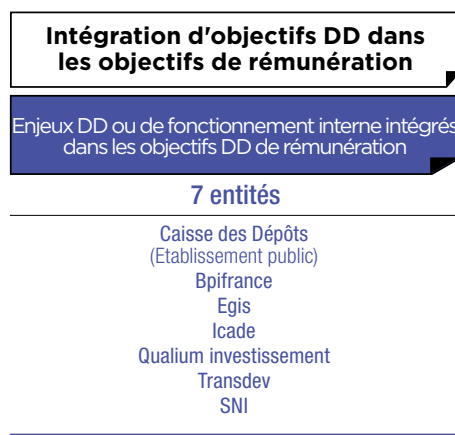 Intégration d'objectifs DD dans
les objectifs de rémunération
Enjeux DD ou de fonctionnement interne intégrés
dans les objectifs DD de rémunération
7 entités
Caisse des Dépôts
(Etablissement public)
Bpifrance
Egis
Icade
Qualium investissement
Transdev
SNI